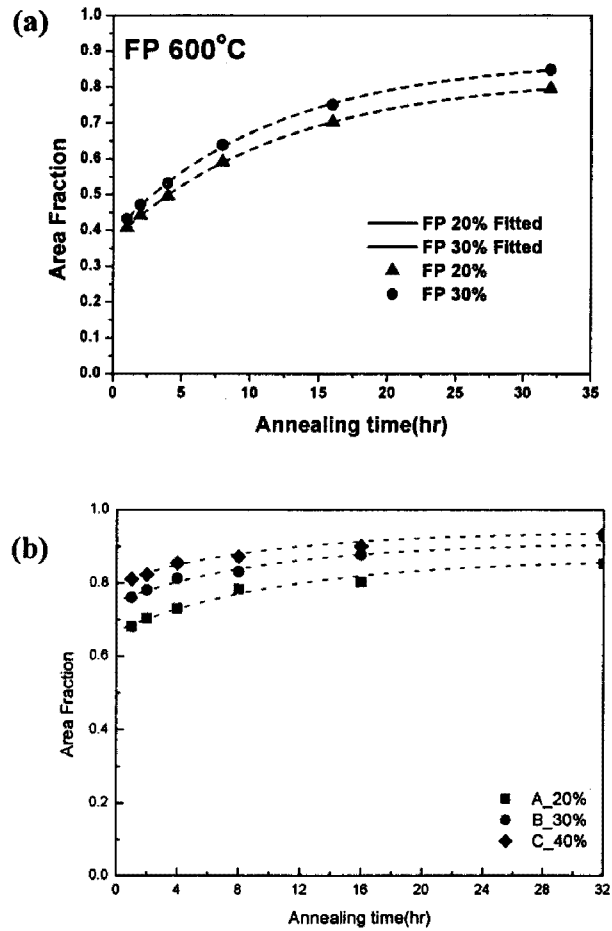 (a)
FP 600°C
1.0
0.9
0.8
0.7
0.6
0.5
0.4
0.3
0.2
0.1
0.0
Area Fraction
FP 20% Fitted
FP 30% Fitted
FP 20%
FP 30%
0 5 10 15 20 25 30 35
Annealing time(hr)
(b)
1.0
0.8
0.6
0.4
0.2
0.0
Area Fraction
A_20%
B_30%
C_40%
0 4 8 12 16 20 24 28 32
Annealing time(hr)